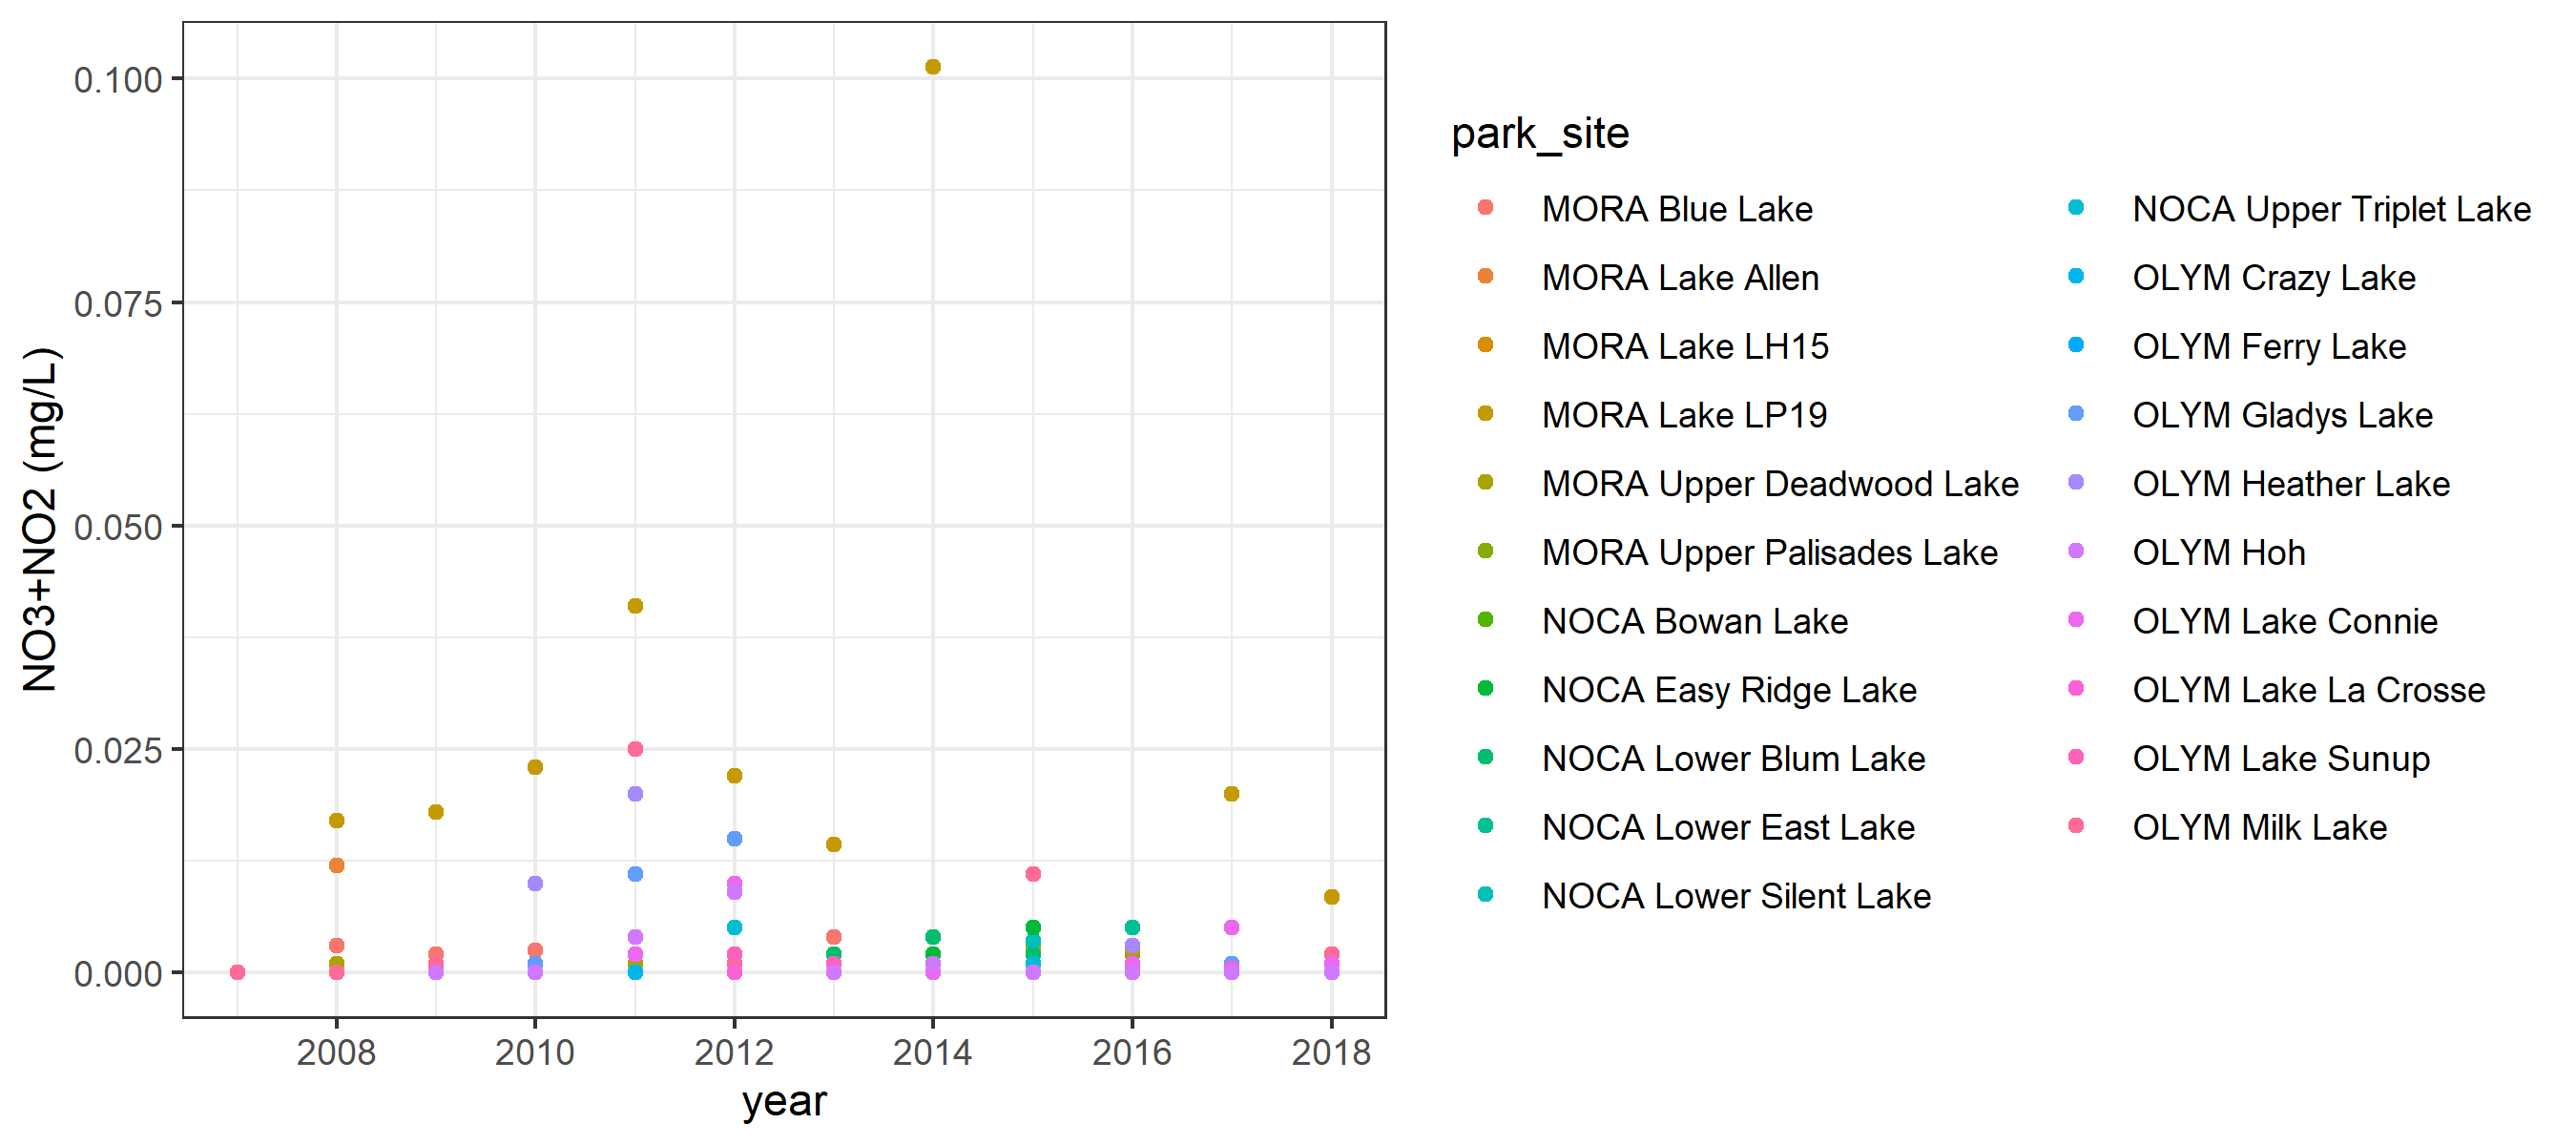 NO3+NO2 (mg/L)
0.100
0.075
0.050
0.025
0.000
2008
2010
2012
2014
2016
2018
year
park_site
MORA Blue Lake
MORA Lake Allen
MORA Lake LH15
MORA Lake LP19
MORA Upper Deadwood Lake
MORA Upper Palisades Lake
NOCA Bowan Lake
NOCA Easy Ridge Lake
NOCA Lower Blum Lake
NOCA Lower East Lake
NOCA Lower Silent Lake
NOCA Upper Triplet Lake
OLYM Crazy Lake
OLYM Ferry Lake
OLYM Gladys Lake
OLYM Heather Lake
OLYM Hoh
OLYM Lake Connie
OLYM Lake La Crosse
OLYM Lake Sunup
OLYM Milk Lake